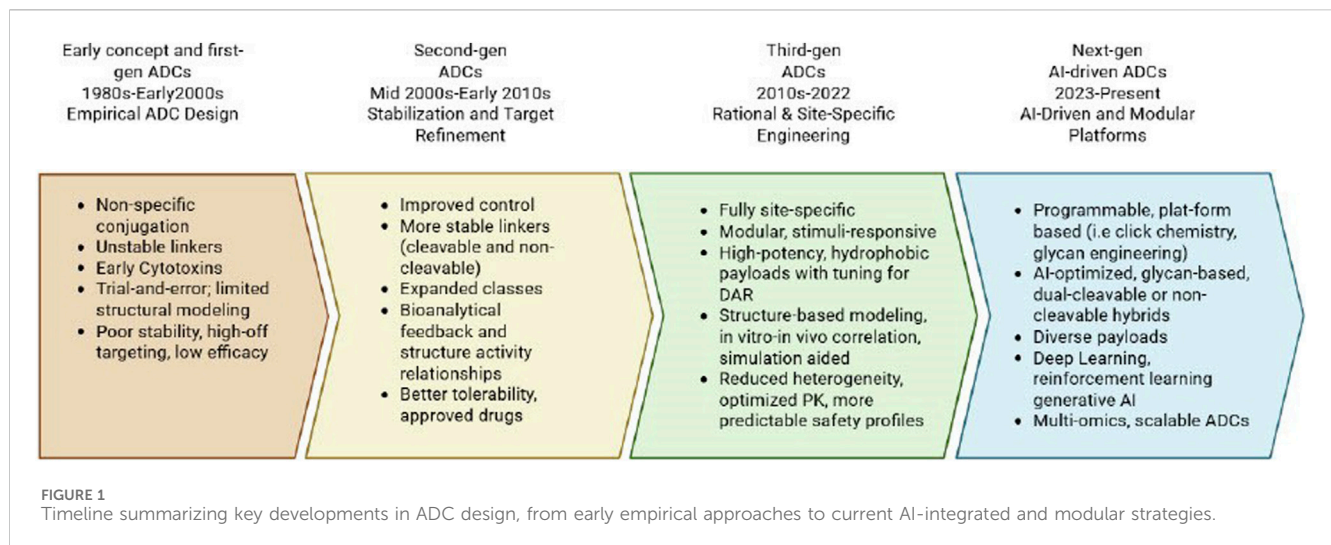 Early concept and first-
gen ADCs
1980s-Early2000s
Empirical ADC Design
Second-gen
ADCs
Mid 2000s-Early 2010s
Stabilization and Target
Refinement
Third-gen
ADCs
2010s-2022
Rational & Site-Specific
Engineering
Next-gen
AI-driven ADCs
2023-Present
AI-Driven and Modular
Platforms
• Non-specific
conjugation
• Unstable linkers
• Early Cytotoxins
• Trial-and-error; limited
structural modeling
• Poor stability, high-off
targeting, low efficacy
• Improved control
• More stable linkers
(cleavable and non-
cleavable)
• Expanded classes
• Bioanalytical
feedback and
structure activity
relationships
• Better tolerability,
approved drugs
• Fully site-specific
• Modular, stimuli-responsive
• High-potency, hydrophobic
payloads with tuning for
DAR
• Structure-based modeling,
in vitro-in vivo correlation,
simulation aided
• Reduced heterogeneity,
optimized PK, more
predictable safety profiles
• Programmable, plat-form
based (i.e click chemistry,
glycan engineering)
• AI-optimized, glycan-based,
dual-cleavable or non-
cleavable hybrids
• Diverse payloads
• Deep Learning,
reinforcement learning
generative AI
• Multi-omics, scalable ADCs
FIGURE 1
Timeline summarizing key developments in ADC design, from early empirical approaches to current AI-integrated and modular strategies.